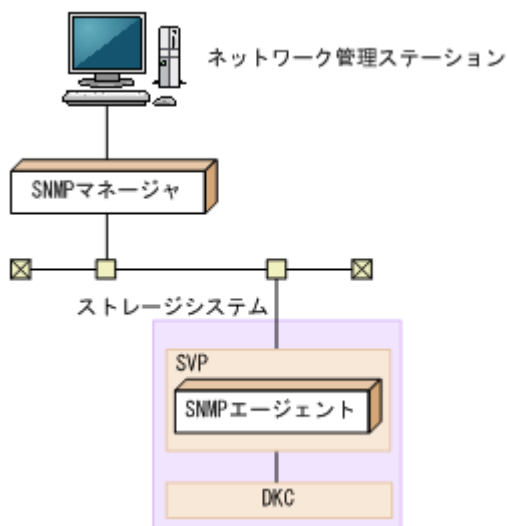 ネットワーク管理ステーション
SNMPマネージャ
ストレージシステム
SVP
SNMPエージェント
DKC